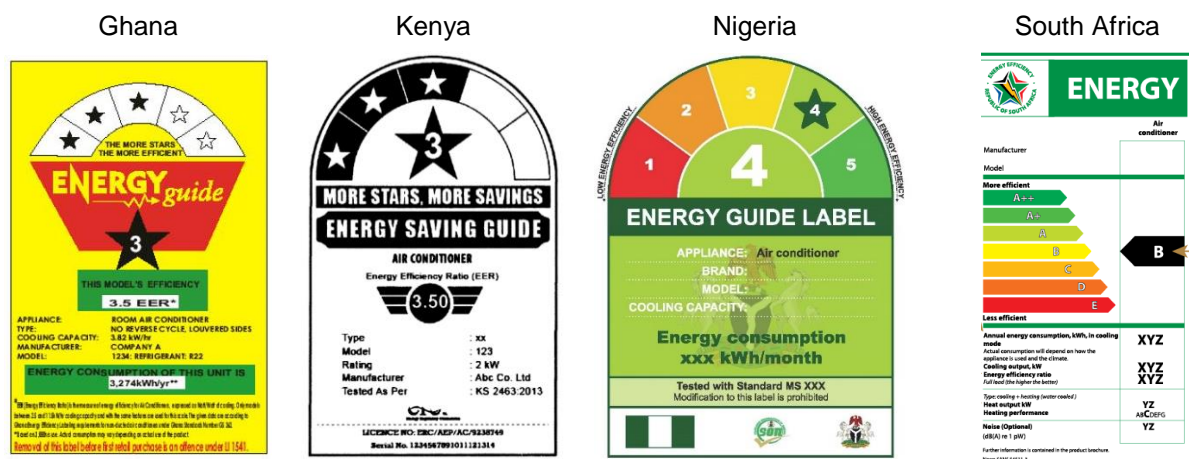 Ghana
THE MORE STARS
THE MORE EFFICIENT
ENERGY
guide
3
THIS MODEL'S EFFICIENCY
3.5 EER*
APPLIANCE: ROOM AIR CONDITIONER
TYPE: NO REVERSE CYCLE, LOUVERED SIDES
COOLING CAPACITY: 3.82 kW/hr
MANUFACTURER: COMPANY A
MODEL: 1234: REFRIGERANT: R22
ENERGY CONSUMPTION OF THIS UNIT IS
3,274kWh/yr**
Removal of this label before first retail purchase is an offence under LI 1541.
Kenya
3
MORE STARS, MORE SAVINGS
ENERGY SAVING GUIDE
AIR CONDITIONER
Energy Efficiency Ratio (EER)
3.50
Type : xx
Model : 123
Rating : 2 kW
Manufacturer : Abc Co. Ltd
Tested As Per : KS 2463:2013
LICENCE NO: ERC/AEP/AC/9238749
Serial No. 1234567891011121314
Nigeria
LOW ENERGY EFFICIENCY
1
2
3
4
5
HIGH ENERGY EFFICIENCY
4
ENERGY GUIDE LABEL
APPLIANCE: Air conditioner
BRAND:
MODEL:
COOLING CAPACITY:
Energy consumption
xxx kWh/month
Tested with Standard MS XXX
Modification to this label is prohibited
SON
South Africa
ENERGY EFFICIENCY
REPUBLIC OF SOUTH AFRICA
ENERGY
Air
conditioner
Manufacturer
Model
More efficient
A++
A+
A
B
B
C
D
E
Less efficient
Annual energy consumption, kWh, in cooling
mode
XYZ
Actual consumption will depend on how the
appliance is used and the climate.
Cooling output, kW XYZ
Energy efficiency ratio XYZ
Full load (the higher the better)
Type: cooling + heating (water cooled)
Heat output kW YZ
Heating performance ABCDEFG
Noise (Optional) YZ
(dB(A) re 1 pW)
Further information is contained in the product brochure.